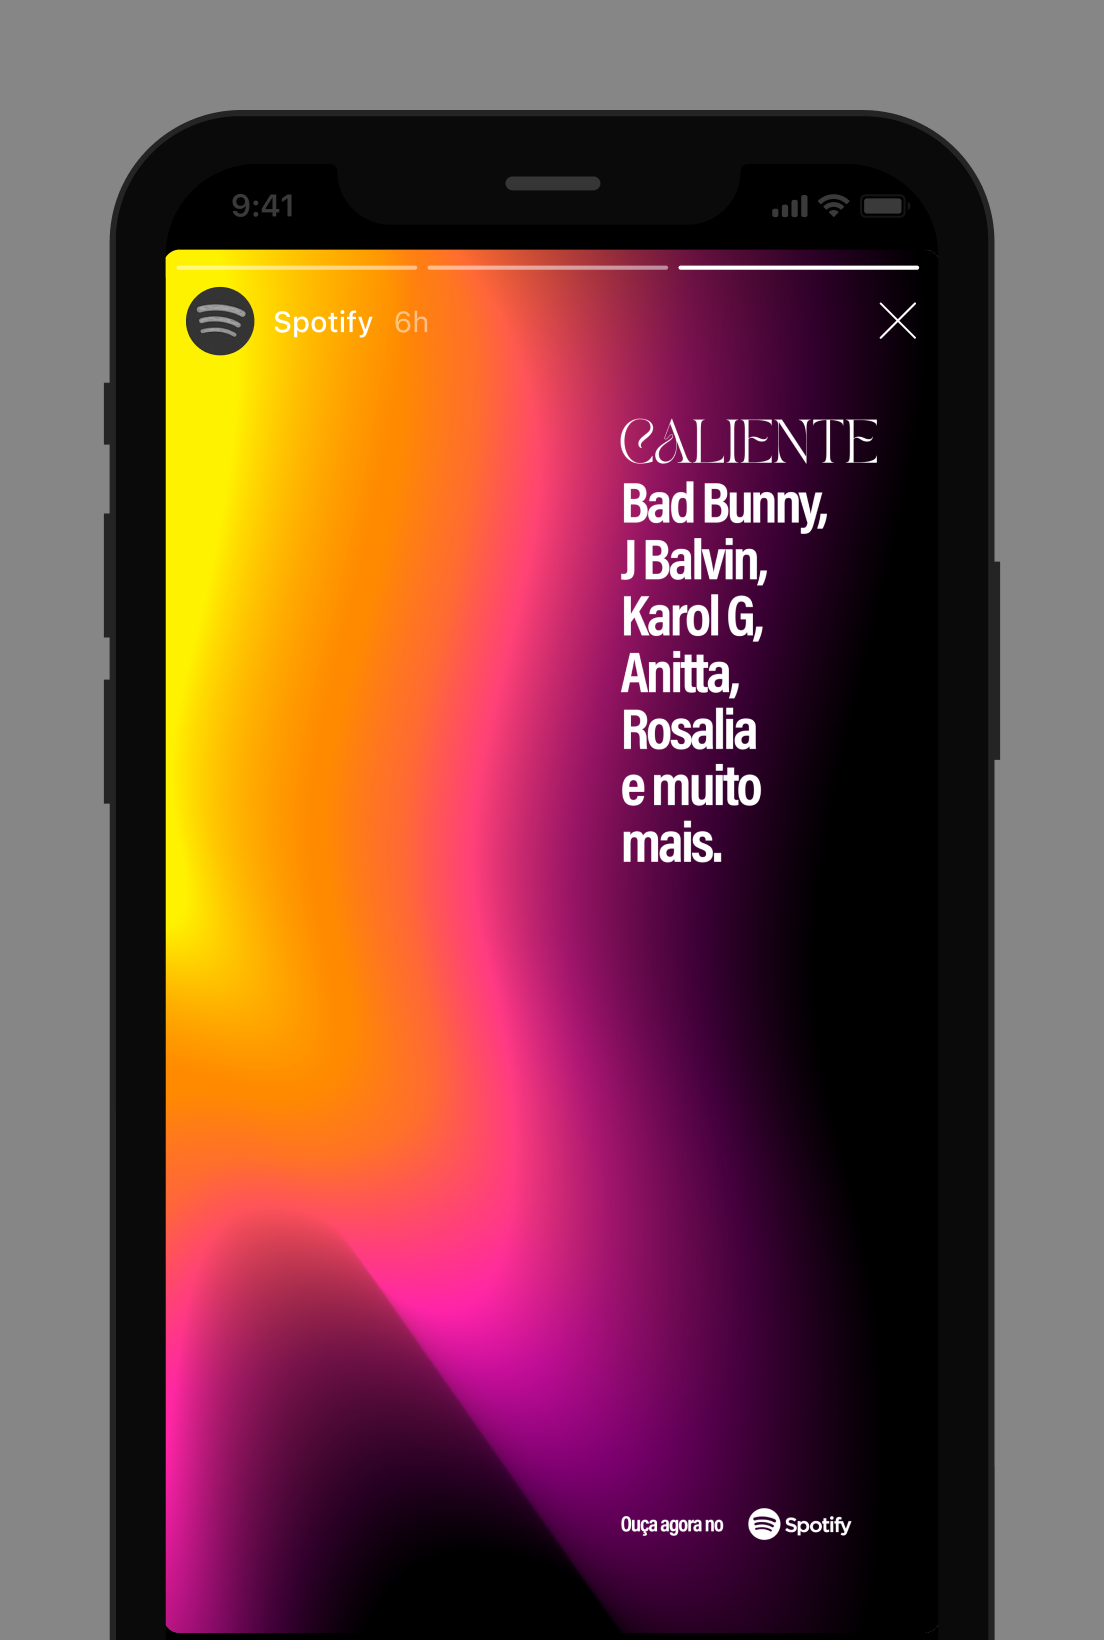 9:41
Spotify 6h
CALIENTE
Bad Bunny,
J Balvin,
Karol G,
Anitta,
Rosalia
e muito
mais.
Ouça agora no Spotify